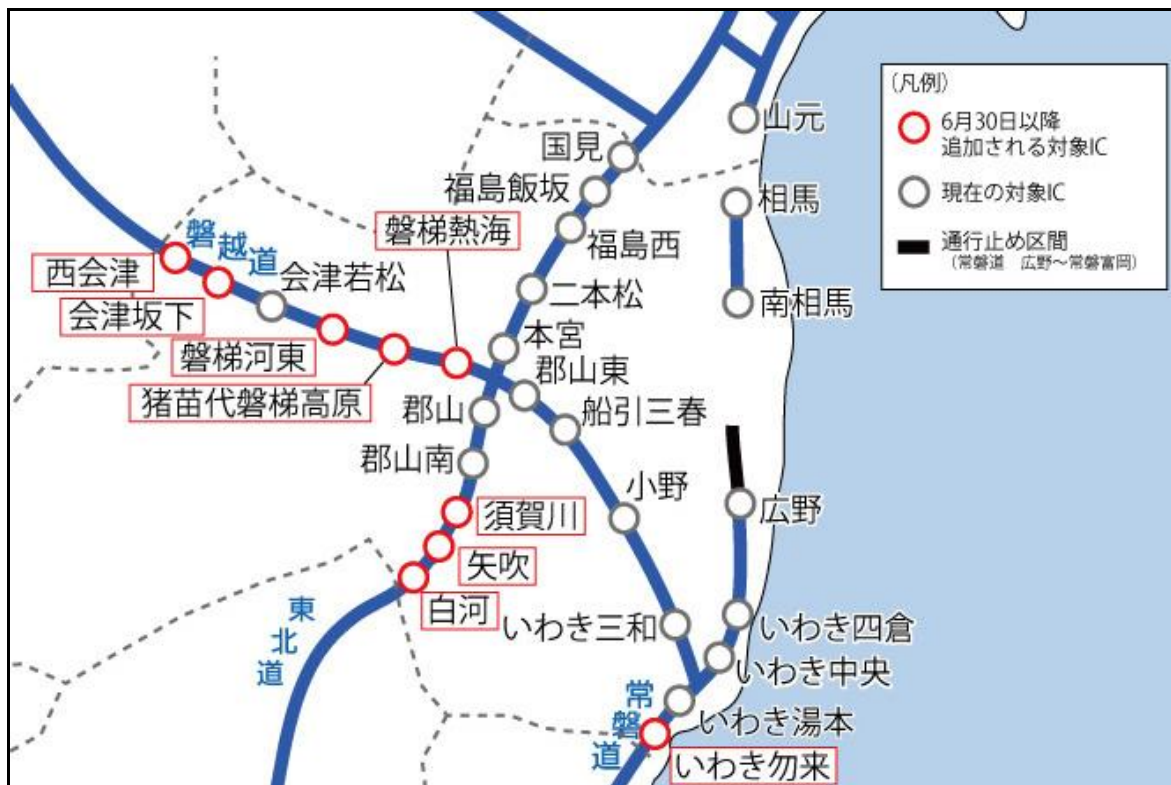 (凡例)
6月30日以降
追加される対象IC
現在の対象IC
通行止め区間
(常磐道 広野～常磐富岡)
山元
国見
福島飯坂
相馬
磐梯熱海
福島西
磐越道
西会津
会津若松
二本松
南相馬
会津坂下
本宮
磐梯河東
郡山東
猪苗代磐梯高原
郡山
船引三春
郡山南
小野
須賀川
広野
矢吹
白河
東北道
いわき三和
いわき四倉
いわき中央
常磐道
いわき湯本
いわき勿来